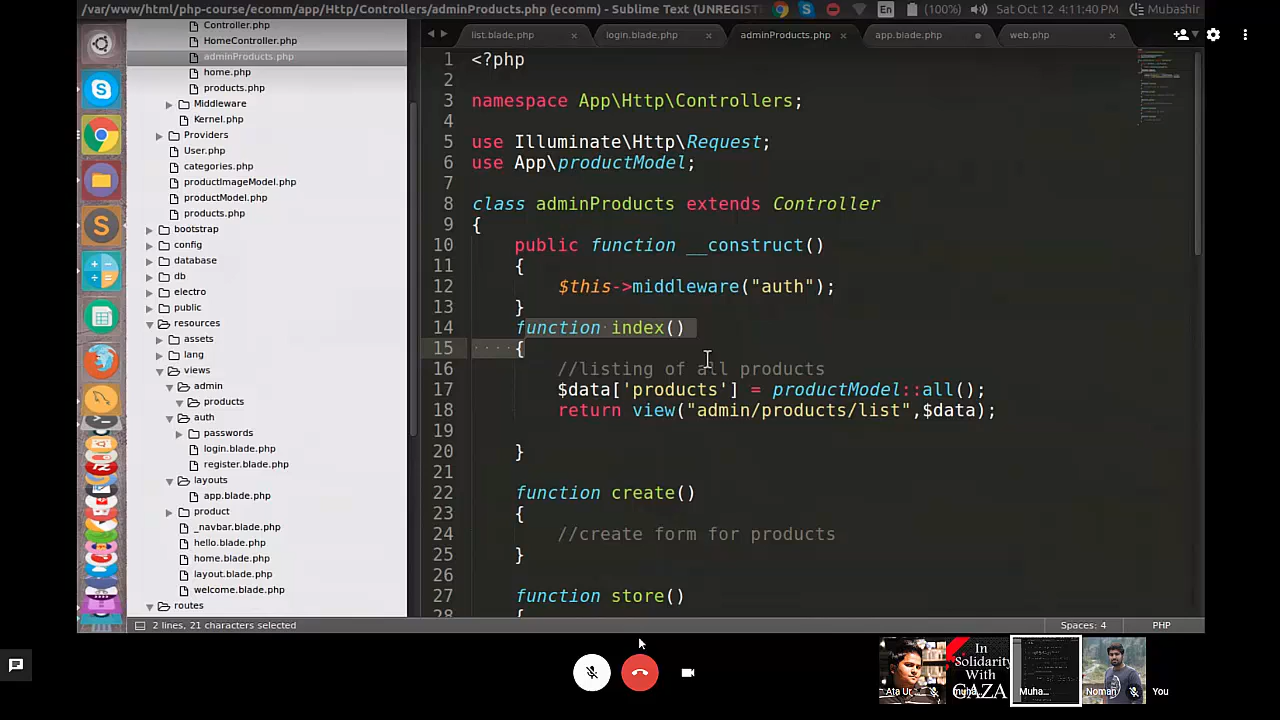 /var/www/html/php-course/ecomm/app/Http/Controllers/adminProducts.php (ecomm) - Sublime Text (UNREGIST
En
(100%)
Sat Oct 12 4:11:40 PM
Mubashir
Controller.php
HomeController.php
adminProducts.php
home.php
products.php
Middleware
Kernel.php
Providers
User.php
categories.php
productImageModel.php
productModel.php
products.php
bootstrap
config
database
db
electro
public
resources
assets
lang
views
admin
products
auth
passwords
login.blade.php
register.blade.php
layouts
app.blade.php
product
_navbar.blade.php
hello.blade.php
home.blade.php
layout.blade.php
welcome.blade.php
routes
list.blade.php
login.blade.php
adminProducts.php
app.blade.php
web.php
1 <?php
2
3 namespace App\Http\Controllers;
4
5 use Illuminate\Http\Request;
6 use App\productModel;
7
8 class adminProducts extends Controller
9 {
10 public function __construct()
11 {
12 $this->middleware("auth");
13 }
14 function index()
15 {
16 //listing of all products
17 $data['products'] = productModel::all();
18 return view("admin/products/list",$data);
19
20 }
21
22 function create()
23 {
24 //create form for products
25 }
26
27 function store()
28 {
2 lines, 21 characters selected
Spaces: 4
PHP
In
Solidarity
With
GAZA
Ata U
muha
Muha...
Noman
You